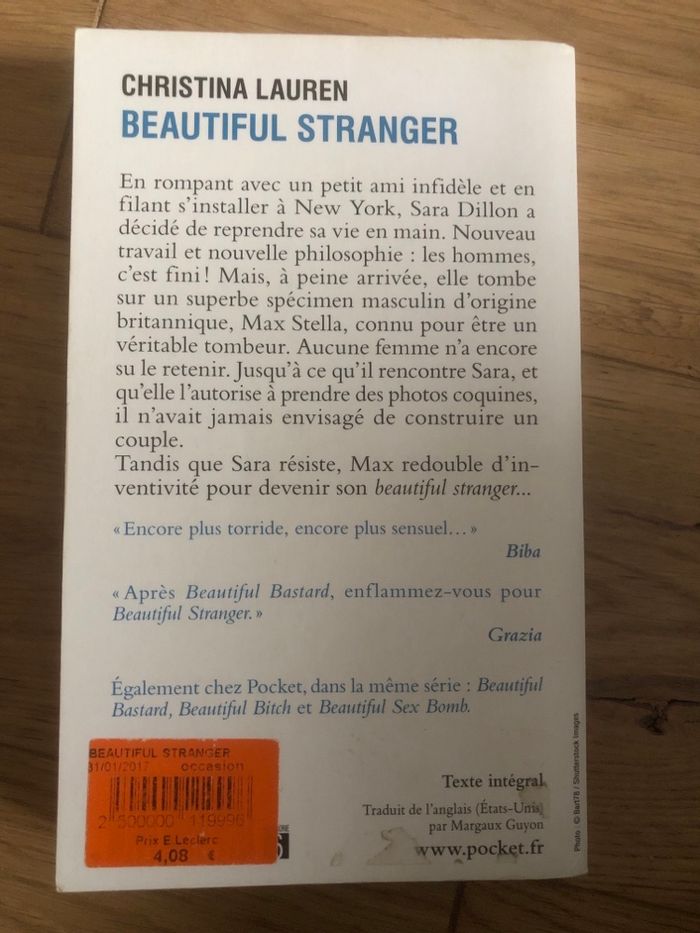 CHRISTINA LAUREN
BEAUTIFUL STRANGER
En rompant avec un petit ami infidèle et en
filant s'installer à New York, Sara Dillon a
décidé de reprendre sa vie en main. Nouveau
travail et nouvelle philosophie : les hommes,
c'est fini ! Mais, à peine arrivée, elle tombe
sur un superbe spécimen masculin d'origine
britannique, Max Stella, connu pour être un
véritable tombeur. Aucune femme n'a encore
su le retenir. Jusqu'à ce qu'il rencontre Sara, et
qu'elle l'autorise à prendre des photos coquines,
il n'avait jamais envisagé de construire un
couple.
Tandis que Sara résiste, Max redouble d'in-
ventivité pour devenir son beautiful stranger...
« Encore plus torride, encore plus sensuel... »
Biba
« Après Beautiful Bastard, enflammez-vous pour
Beautiful Stranger. »
Grazia
Également chez Pocket, dans la même série : Beautiful
Bastard, Beautiful Bitch et Beautiful Sex Bomb.
BEAUTIFUL STRANGER
31/01/2017 occasion
2 500000 119996
Prix E Leclerc
4,08 €
Texte intégral
Traduit de l'anglais (États-Unis)
par Margaux Guyon
www.pocket.fr
Photo : © Bart78 / Shutterstock Images